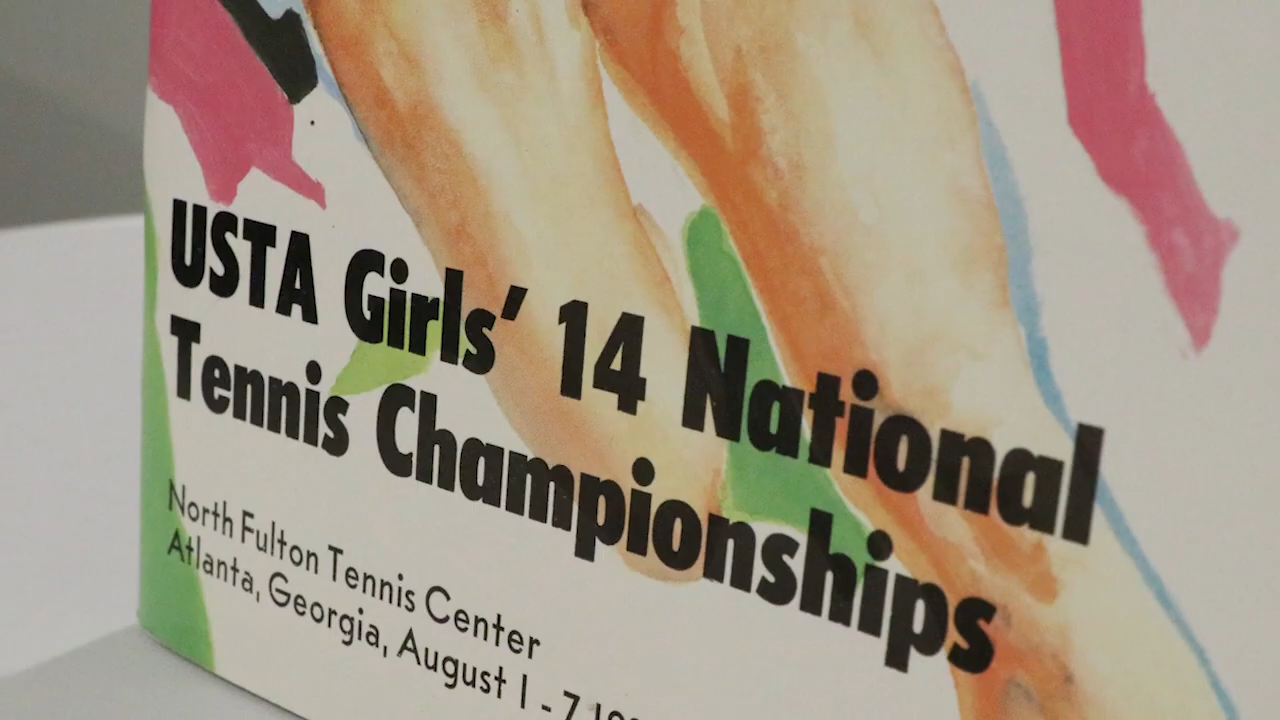 USTA Girls' 14 National
Tennis Championships
North Fulton Tennis Center
Atlanta, Georgia, August 1 - 7